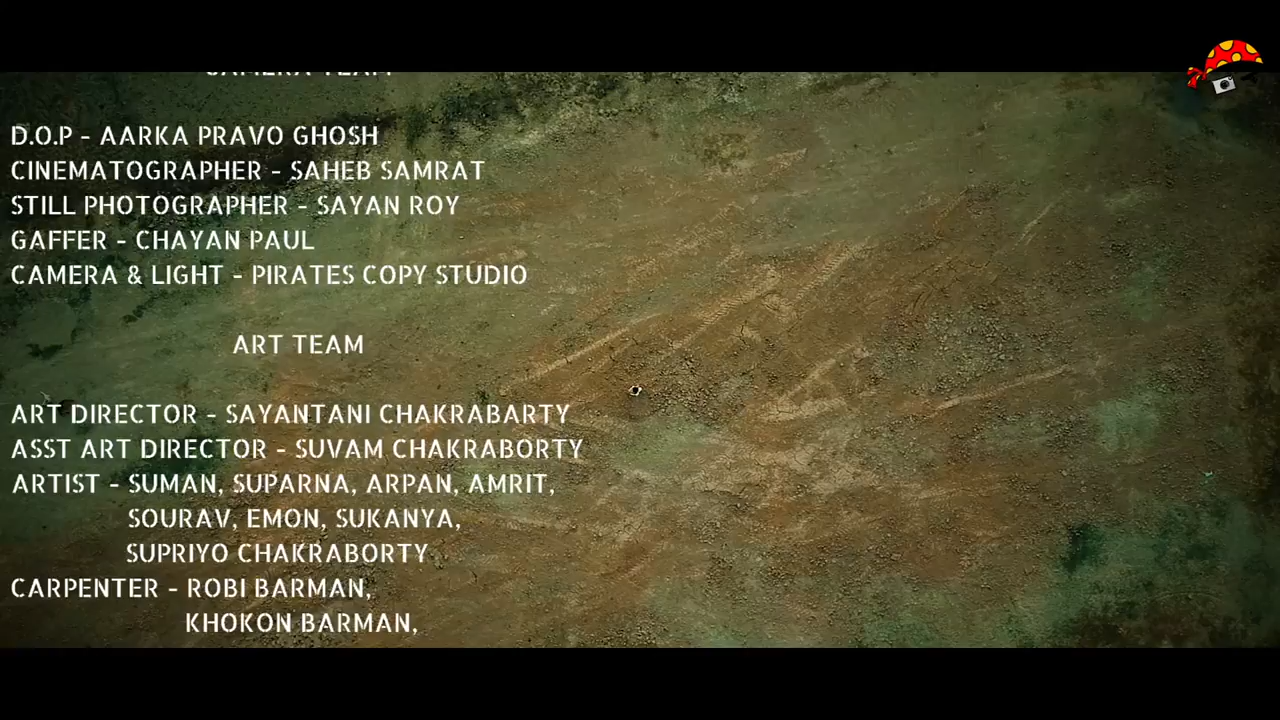 CAMERA TEAM
D.O.P - AARKA PRAVO GHOSH
CINEMATOGRAPHER - SAHEB SAMRAT
STILL PHOTOGRAPHER - SAYAN ROY
GAFFER - CHAYAN PAUL
CAMERA & LIGHT - PIRATES COPY STUDIO
ART TEAM
ART DIRECTOR - SAYANTANI CHAKRABARTY
ASST ART DIRECTOR - SUVAM CHAKRABORTY
ARTIST - SUMAN, SUPARNA, ARPAN, AMRIT,
SOURAV, EMON, SUKANYA,
SUPRIYO CHAKRABORTY
CARPENTER - ROBI BARMAN,
KHOKON BARMAN,